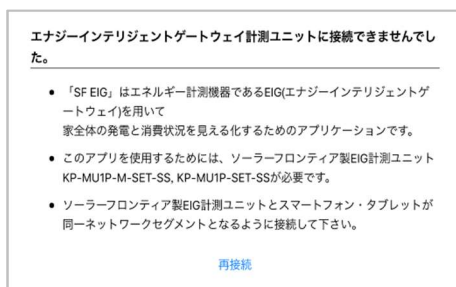 エナジーインテリジェントゲートウェイ計測ユニットに接続できませんでし
た。
「SF EIG」はエネルギー計測機器であるEIG(エナジーインテリジェントゲ
ートウェイ)を用いて
家全体の発電と消費状況を見える化するためのアプリケーションです。
このアプリを使用するためには、ソーラーフロンティア製EIG計測ユニット
KP-MU1P-M-SET-SS, KP-MU1P-SET-SSが必要です。
ソーラーフロンティア製EIG計測ユニットとスマートフォン・タブレットが
同一ネットワークセグメントとなるように接続して下さい。
再接続